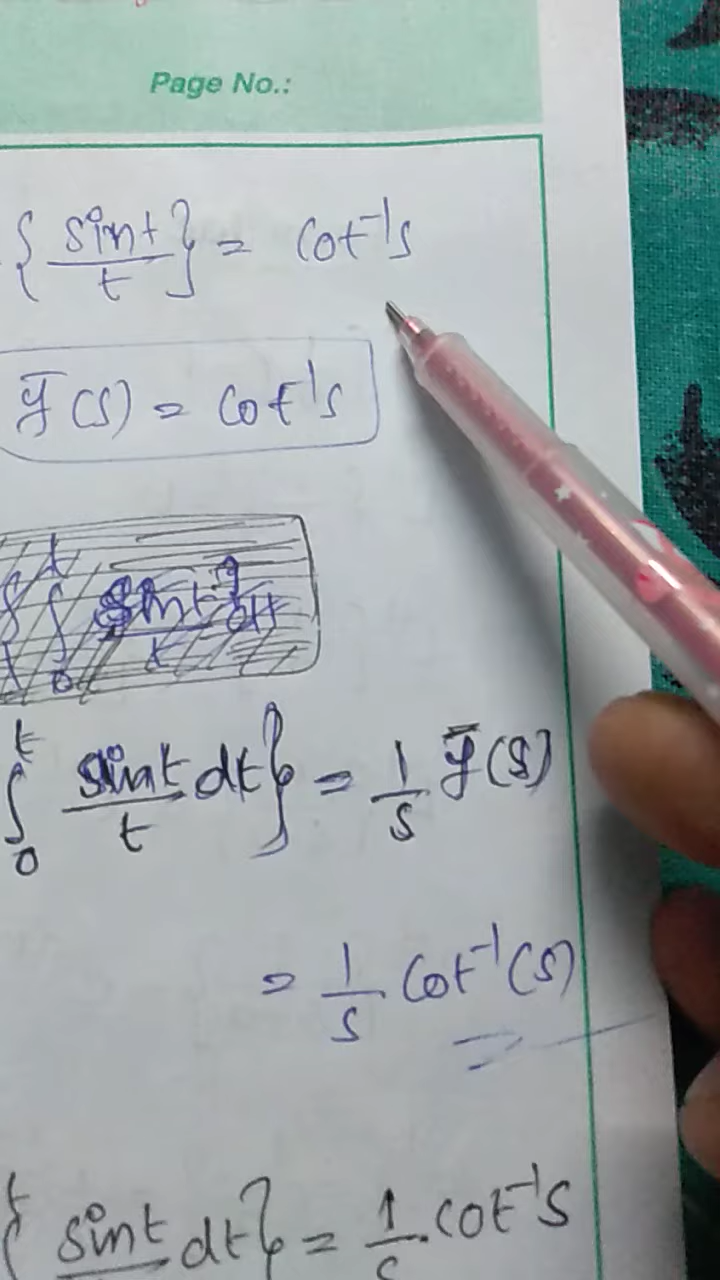 Page No.:
{ sint/t } = cot⁻¹s
f̄(s) = cot⁻¹s
∫₀ᵗ sint/t dt} = 1/s f̄(s)
= 1/s cot⁻¹(s)
{ sint dt} = 1/s . cot⁻¹s